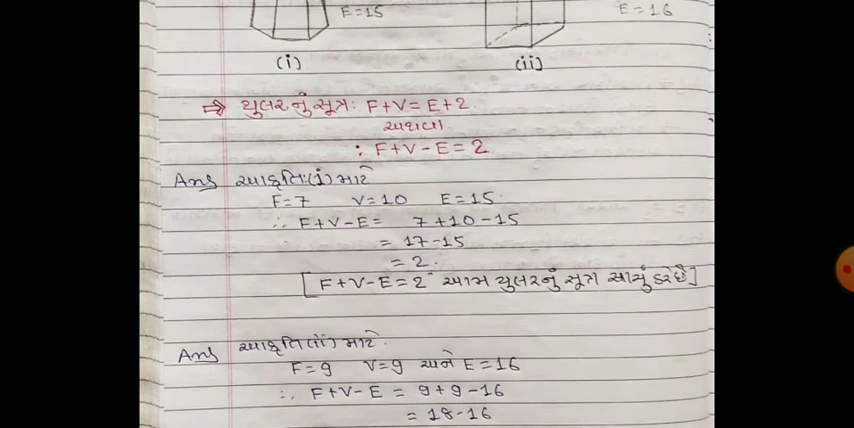 E=15
E=16
(i)
(ii)
⇒ યુલરનું સૂત્ર: F+V=E+2
અથવા
: F+V-E=2
Ans આકૃતિ:(i) માટે
F=7 V=10 E=15.
∴ F+V-E= 7+10-15
= 17-15
= 2.
[F+V-E=2 આમ યુલરનું સૂત્ર સાચું ઠરે છે]
Ans આકૃતિ(ii) માટે.
F=9 V=9 અને E=16
∴ F+V-E = 9+9-16
= 18-16